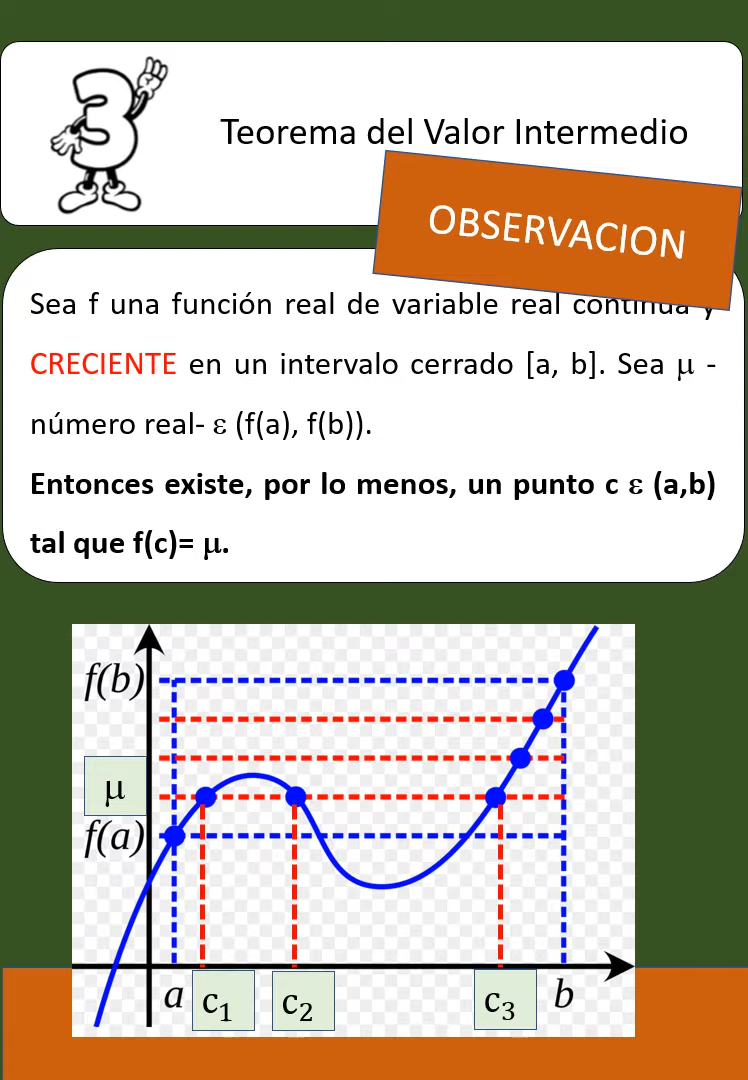 3
Teorema del Valor Intermedio
OBSERVACION
Sea f una función real de variable real continua y
CRECIENTE en un intervalo cerrado [a, b]. Sea μ -
número real- ε (f(a), f(b)).
Entonces existe, por lo menos, un punto c ε (a,b)
tal que f(c)= μ.
f(b)
μ
f(a)
a c₁ c₂ c₃ b